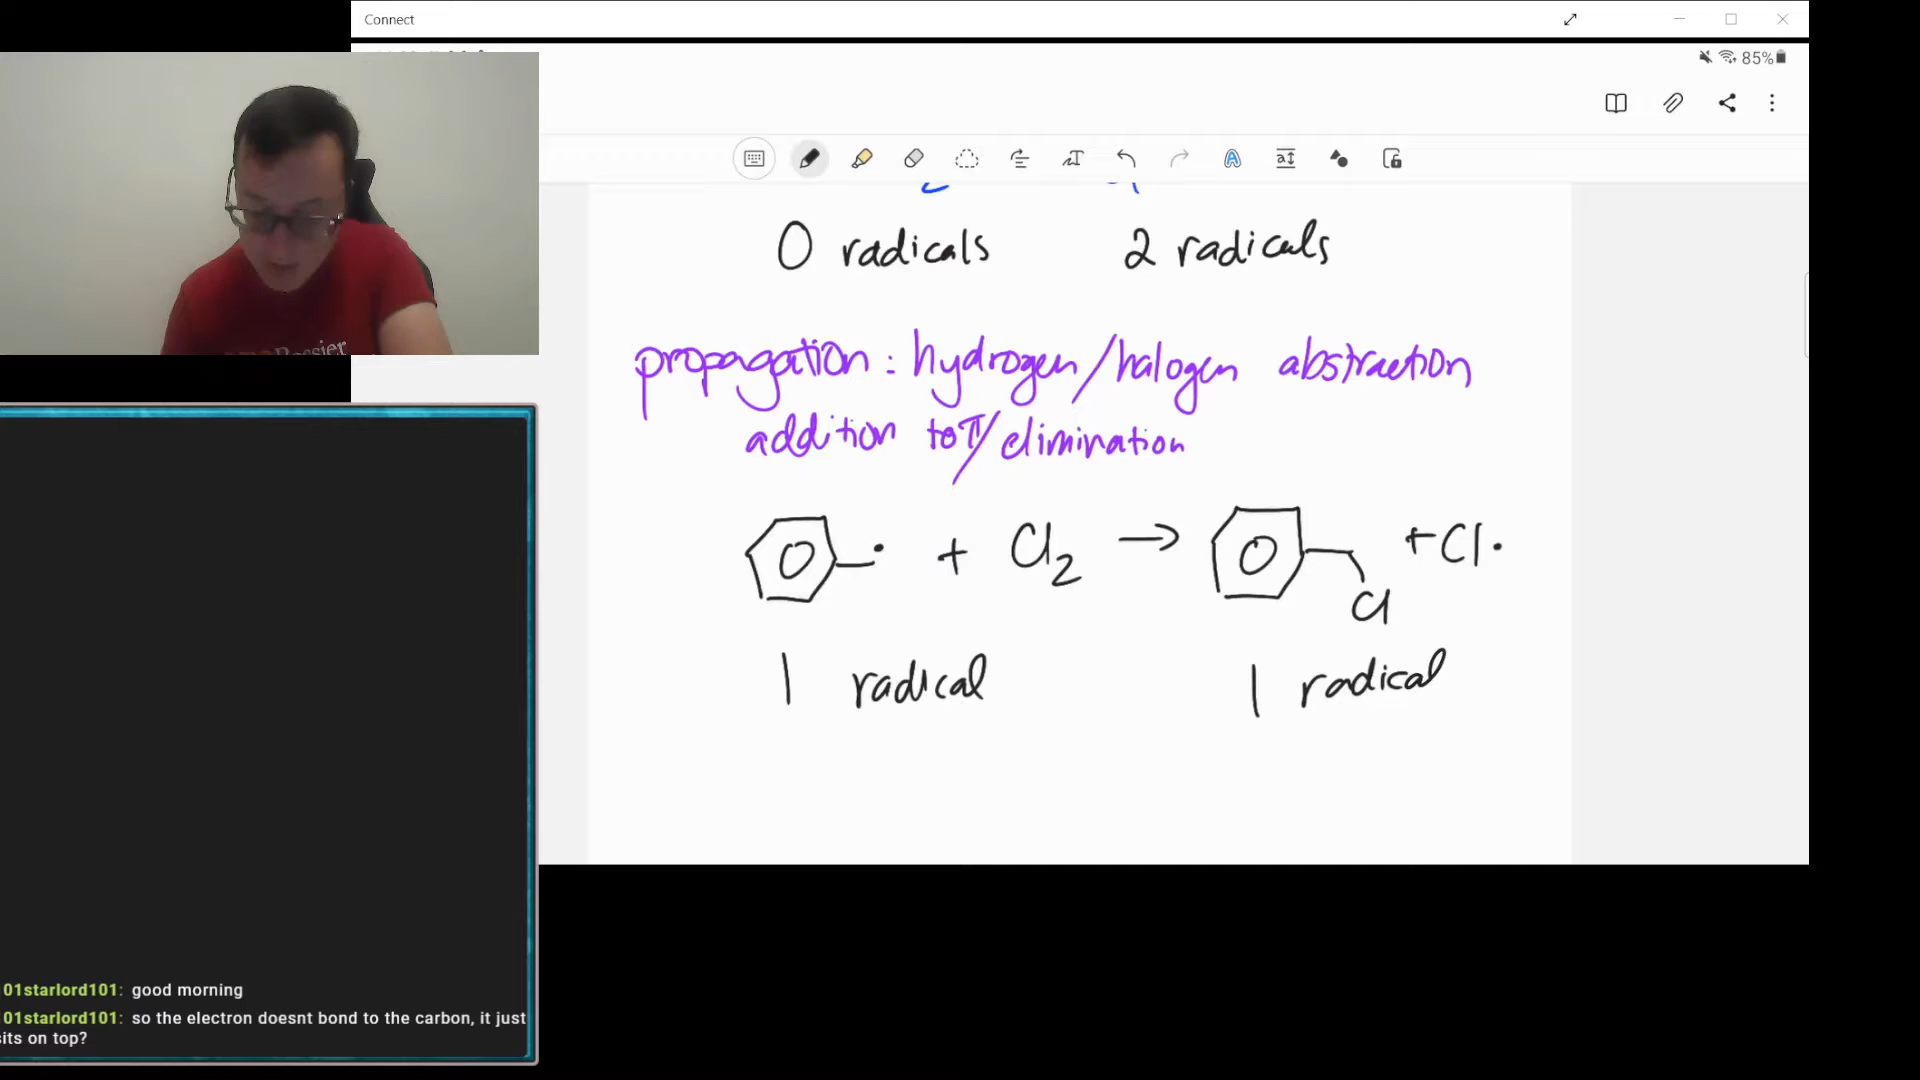 Connect
85%
0 radicals 2 radicals
propagation: hydrogen/halogen abstraction
addition to π/elimination
+ Cl2 → + Cl•
Cl
1 radical 1 radical
01starlord101: good morning
01starlord101: so the electron doesnt bond to the carbon, it just
sits on top?